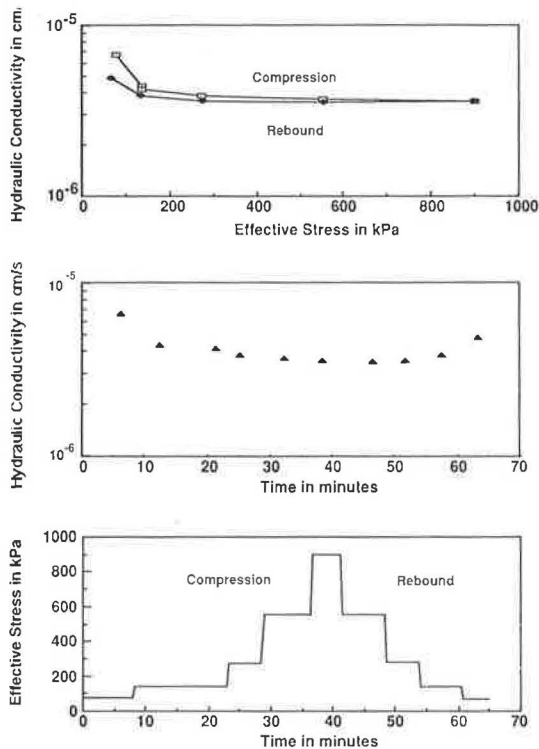 Hydraulic Conductivity in cm
10-5
10-6
Compression
Rebound
0 200 400 600 800 1000
Effective Stress in kPa
Hydraulic Conductivity in cm/s
10-5
10-6
0 10 20 30 40 50 60 70
Time in minutes
Effective Stress in kPa
1000
800
600
400
200
0
Compression
Rebound
0 10 20 30 40 50 60 70
Time in minutes